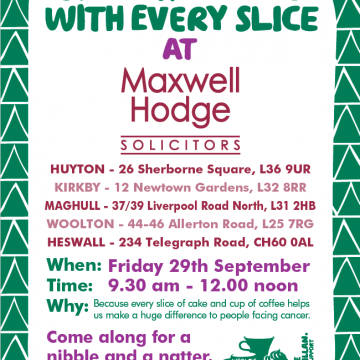 WITH EVERY SLICE
AT
Maxwell
Hodge
SOLICITORS
HUYTON - 26 Sherborne Square, L36 9UR
KIRKBY - 12 Newtown Gardens, L32 8RR
MAGHULL - 37/39 Liverpool Road North, L31 2HB
WOOLTON - 44-46 Allerton Road, L25 7RG
HESWALL - 234 Telegraph Road, CH60 0AL
When: Friday 29th September
Time: 9.30 am - 12.00 noon
Why: Because every slice of cake and cup of coffee helps
us make a huge difference to people facing cancer.
Come along for a
nibble and a natter.